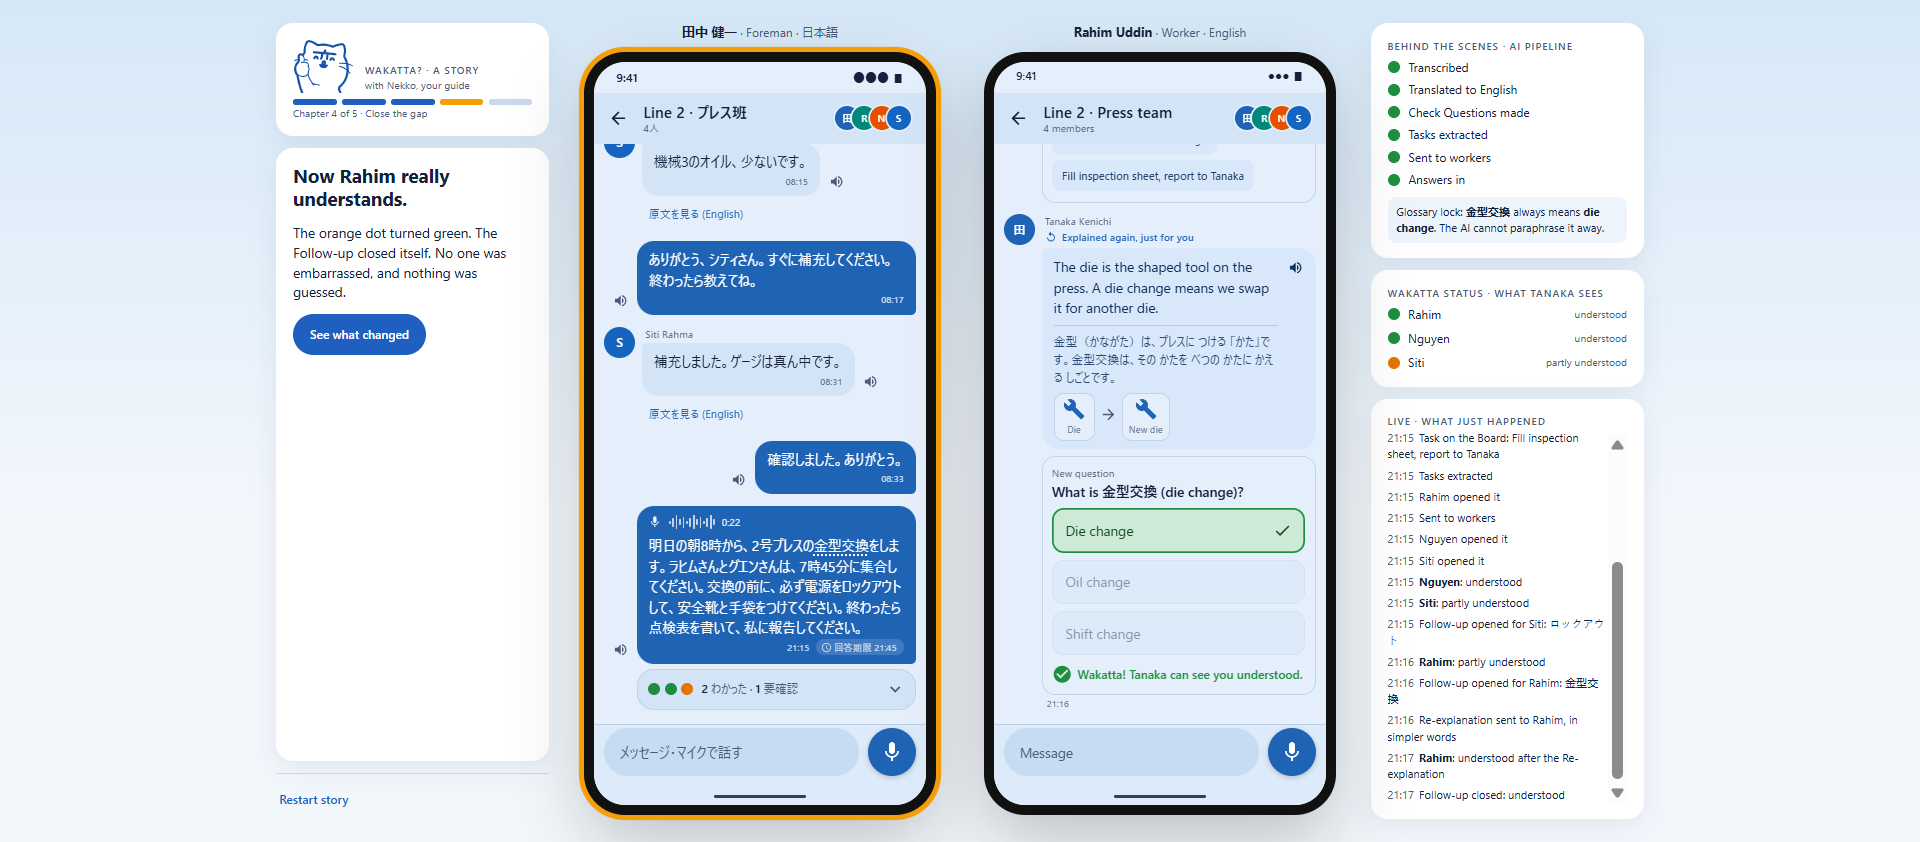 WAKATTA? · A STORY
with Nekko, your guide
Chapter 4 of 5 · Close the gap
Now Rahim really
understands.
The orange dot turned green. The
Follow-up closed itself. No one was
embarrassed, and nothing was
guessed.
See what changed
Restart story
田中 健一 · Foreman · 日本語
9:41
Line 2 · プレス班
4人
田 R N S
S
機械3のオイル、少ないです。
08:15
原文を見る (English)
ありがとう、シティさん。すぐに補充してください。
終わったら教えてね。
08:17
Siti Rahma
S
補充しました。ゲージは真ん中です。
08:31
原文を見る (English)
確認しました。ありがとう。
08:33
0:22
明日の朝8時から、2号プレスの金型交換をしま
す。ラヒムさんとグエンさんは、7時45分に集合し
てください。交換の前に、必ず電源をロックアウト
して、安全靴と手袋をつけてください。終わったら
点検表を書いて、私に報告してください。
21:15 回答期限 21:45
2 わかった · 1 要確認
メッセージ・マイクで話す
Rahim Uddin · Worker · English
9:41
Line 2 · Press team
4 members
田 R N S
Fill inspection sheet, report to Tanaka
Tanaka Kenichi
田
Explained again, just for you
The die is the shaped tool on the
press. A die change means we swap
it for another die.
金型（かながた）は、プレスに つける「かた」で
す。金型交換は、その かたを べつの かたに かえ
る しごとです。
Die
New die
New question
What is 金型交換 (die change)?
Die change
Oil change
Shift change
Wakatta! Tanaka can see you understood.
21:16
Message
BEHIND THE SCENES · AI PIPELINE
Transcribed
Translated to English
Check Questions made
Tasks extracted
Sent to workers
Answers in
Glossary lock: 金型交換 always means die
change. The AI cannot paraphrase it away.
WAKATTA STATUS · WHAT TANAKA SEES
Rahim understood
Nguyen understood
Siti partly understood
LIVE · WHAT JUST HAPPENED
21:15 Task on the Board: Fill inspection
sheet, report to Tanaka
21:15 Tasks extracted
21:15 Rahim opened it
21:15 Sent to workers
21:15 Nguyen opened it
21:15 Siti opened it
21:15 Nguyen: understood
21:15 Siti: partly understood
21:15 Follow-up opened for Siti: ロックアウ
ト
21:16 Rahim: partly understood
21:16 Follow-up opened for Rahim: 金型交
換
21:16 Re-explanation sent to Rahim, in
simpler words
21:17 Rahim: understood after the Re-
explanation
21:17 Follow-up closed: understood